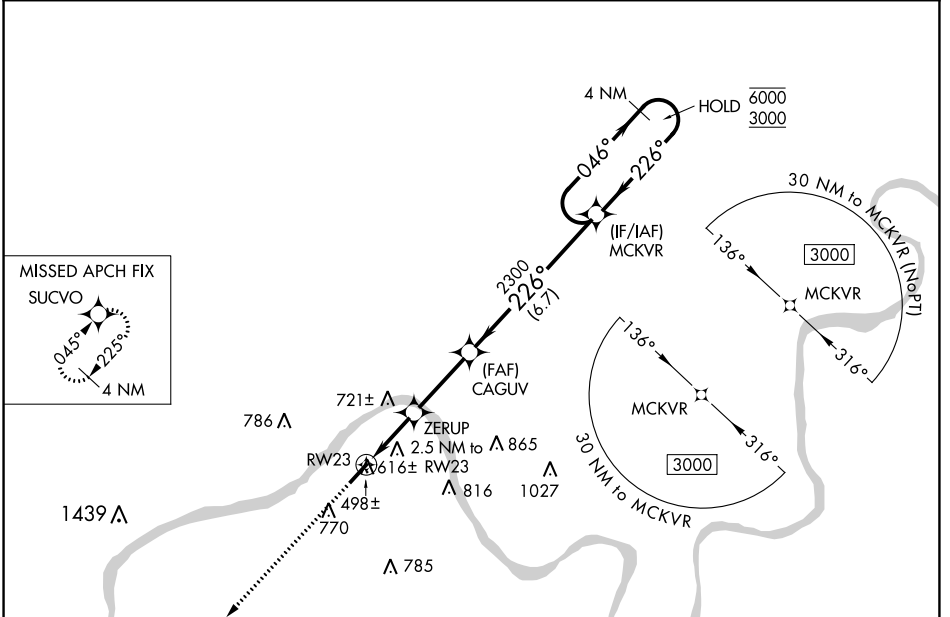 4 NM
HOLD
6000
3000
046°
226°
30 NM to MCKVR (NoPT)
(IF/IAF)
MCKVR
136°
3000
MCKVR
316°
2300
226°
(6.7)
MISSED APCH FIX
SUCVO
045°
225°
4 NM
136°
MCKVR
316°
3000
30 NM to MCKVR
(FAF)
CAGUV
721±
786
ZERUP
2.5 NM to
RW23
865
RW23
616±
816
1027
498±
770
1439
785